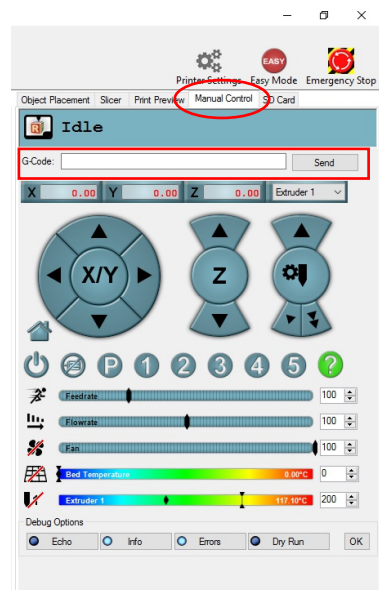 EASY
Printer Settings Easy Mode Emergency Stop
Object Placement Slicer Print Preview Manual Control SD Card
R Idle
G-Code: Send
X 0.00 Y 0.00 Z 0.00 Extruder 1
X/Y Z
P 1 2 3 4 5 ?
Feedrate 100
Flowrate 100
Fan 100
Bed Temperature 0.00°C 0
Extruder 1 117.10°C 200
Debug Options
Echo Info Errors Dry Run OK